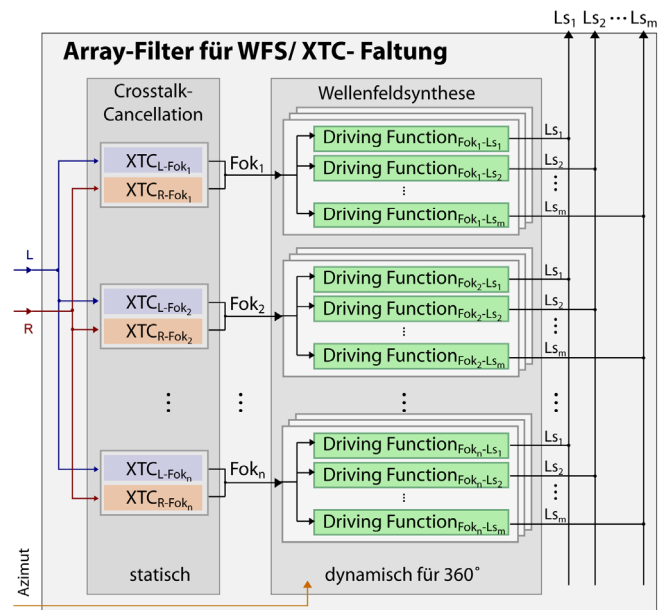 Ls1 Ls2 ··· Lsm
Array-Filter für WFS/ XTC- Faltung
Crosstalk-
Cancellation
Wellenfeldsynthese
XTCL-Fok1
XTCR-Fok1
Fok1
Driving FunctionFok1-Ls1
Driving FunctionFok1-Ls2
...
Driving FunctionFok1-Lsm
Ls1
Ls2
...
Lsm
L
R
XTCL-Fok2
XTCR-Fok2
Fok2
Driving FunctionFok2-Ls1
Driving FunctionFok2-Ls2
...
Driving FunctionFok2-Lsm
Ls1
Ls2
...
Lsm
XTCL-Fokn
XTCR-Fokn
Fokn
Driving FunctionFokn-Ls1
Driving FunctionFokn-Ls2
...
Driving FunctionFokn-Lsm
Ls1
Ls2
...
Lsm
Azimut
statisch
dynamisch für 360°